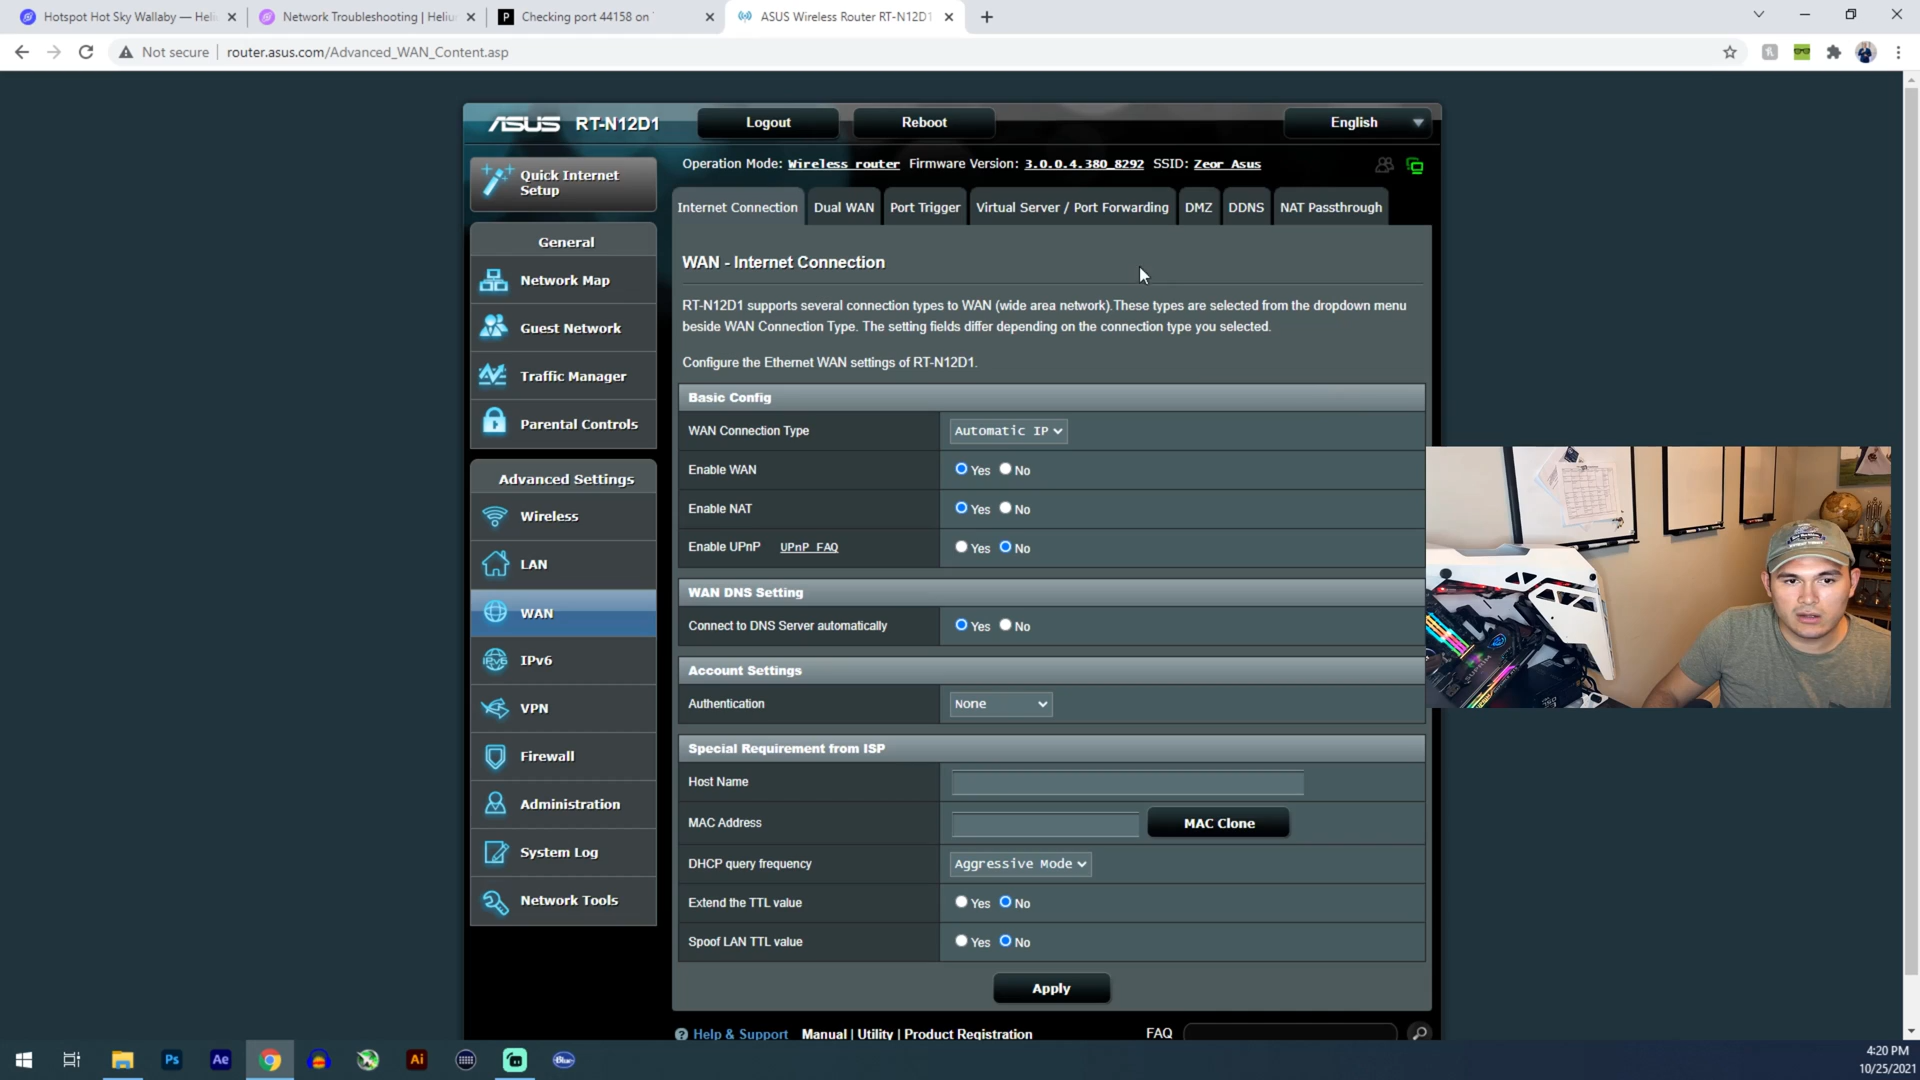 Hotspot Hot Sky Wallaby — Heli
Network Troubleshooting | Heliu
Checking port 44158 on
ASUS Wireless Router RT-N12D1
Not secure
router.asus.com/Advanced_WAN_Content.asp
ASUS RT-N12D1
Logout
Reboot
English
Quick Internet
Setup
Operation Mode: Wireless router Firmware Version: 3.0.0.4.380_8292 SSID: Zeor_Asus
Internet Connection
Dual WAN
Port Trigger
Virtual Server / Port Forwarding
DMZ
DDNS
NAT Passthrough
General
Network Map
Guest Network
Traffic Manager
Parental Controls
Advanced Settings
Wireless
LAN
WAN
IPv6
VPN
Firewall
Administration
System Log
Network Tools
WAN - Internet Connection
RT-N12D1 supports several connection types to WAN (wide area network).These types are selected from the dropdown menu
beside WAN Connection Type. The setting fields differ depending on the connection type you selected.
Configure the Ethernet WAN settings of RT-N12D1.
Basic Config
WAN Connection Type Automatic IP
Enable WAN Yes No
Enable NAT Yes No
Enable UPnP UPnP FAQ Yes No
WAN DNS Setting
Connect to DNS Server automatically Yes No
Account Settings
Authentication None
Special Requirement from ISP
Host Name
MAC Address MAC Clone
DHCP query frequency Aggressive Mode
Extend the TTL value Yes No
Spoof LAN TTL value Yes No
Apply
Help & Support Manual | Utility | Product Registration FAQ
Ps
Ae
Ai
Blue
4:20 PM
10/25/2021